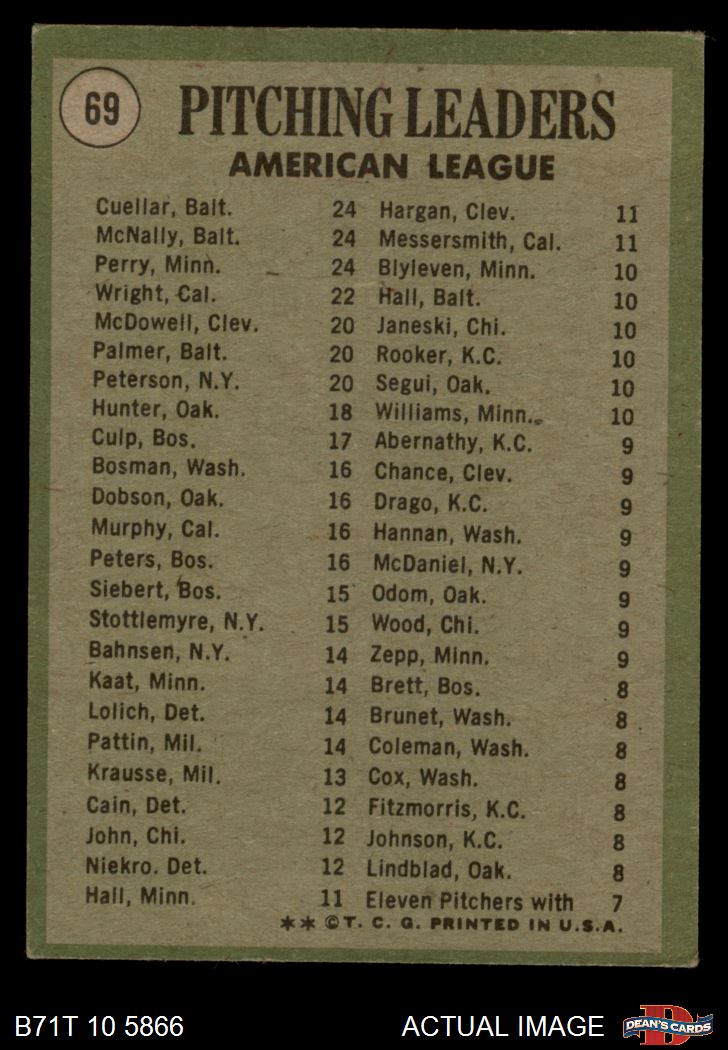 69
PITCHING LEADERS
AMERICAN LEAGUE
Cuellar, Balt. 24
McNally, Balt. 24
Perry, Minn. 24
Wright, Cal. 22
McDowell, Clev. 20
Palmer, Balt. 20
Peterson, N.Y. 20
Hunter, Oak. 18
Culp, Bos. 17
Bosman, Wash. 16
Dobson, Oak. 16
Murphy, Cal. 16
Peters, Bos. 16
Siebert, Bos. 15
Stottlemyre, N.Y. 15
Bahnsen, N.Y. 14
Kaat, Minn. 14
Lolich, Det. 14
Pattin, Mil. 14
Krausse, Mil. 13
Cain, Det. 12
John, Chi. 12
Niekro. Det. 12
Hall, Minn. 11
Hargan, Clev. 11
Messersmith, Cal. 11
Blyleven, Minn. 10
Hall, Balt. 10
Janeski, Chi. 10
Rooker, K.C. 10
Segui, Oak. 10
Williams, Minn. 10
Abernathy, K.C. 9
Chance, Clev. 9
Drago, K.C. 9
Hannan, Wash. 9
McDaniel, N.Y. 9
Odom, Oak. 9
Wood, Chi. 9
Zepp, Minn. 9
Brett, Bos. 8
Brunet, Wash. 8
Coleman, Wash. 8
Cox, Wash. 8
Fitzmorris, K.C. 8
Johnson, K.C. 8
Lindblad, Oak. 8
Eleven Pitchers with 7
** ©T. C. G. PRINTED IN U.S.A.
B71T 10 5866
ACTUAL IMAGE
D
DEAN'S CARDS